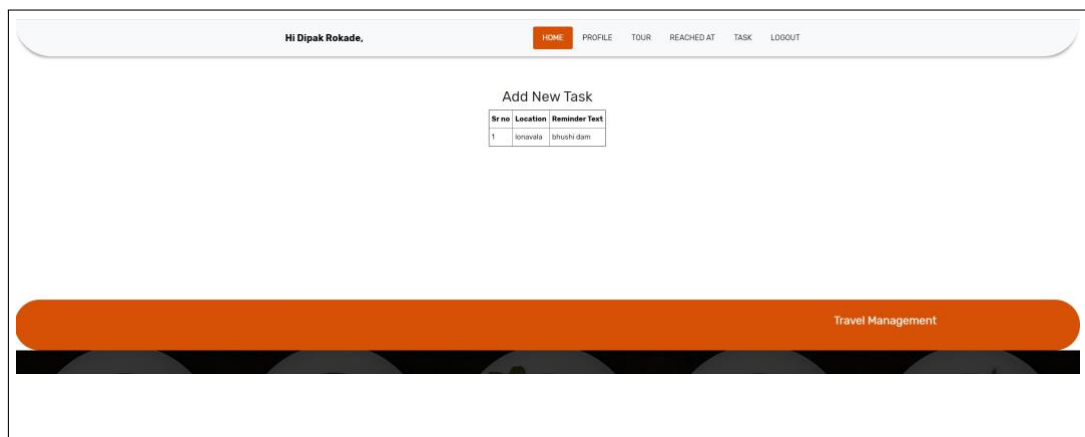 Hi Dipak Rokade,
HOME PROFILE TOUR REACHED AT TASK LOGOUT
Add New Task
Sr no Location Reminder Text
1 lonavala bhushi dam
Travel Management